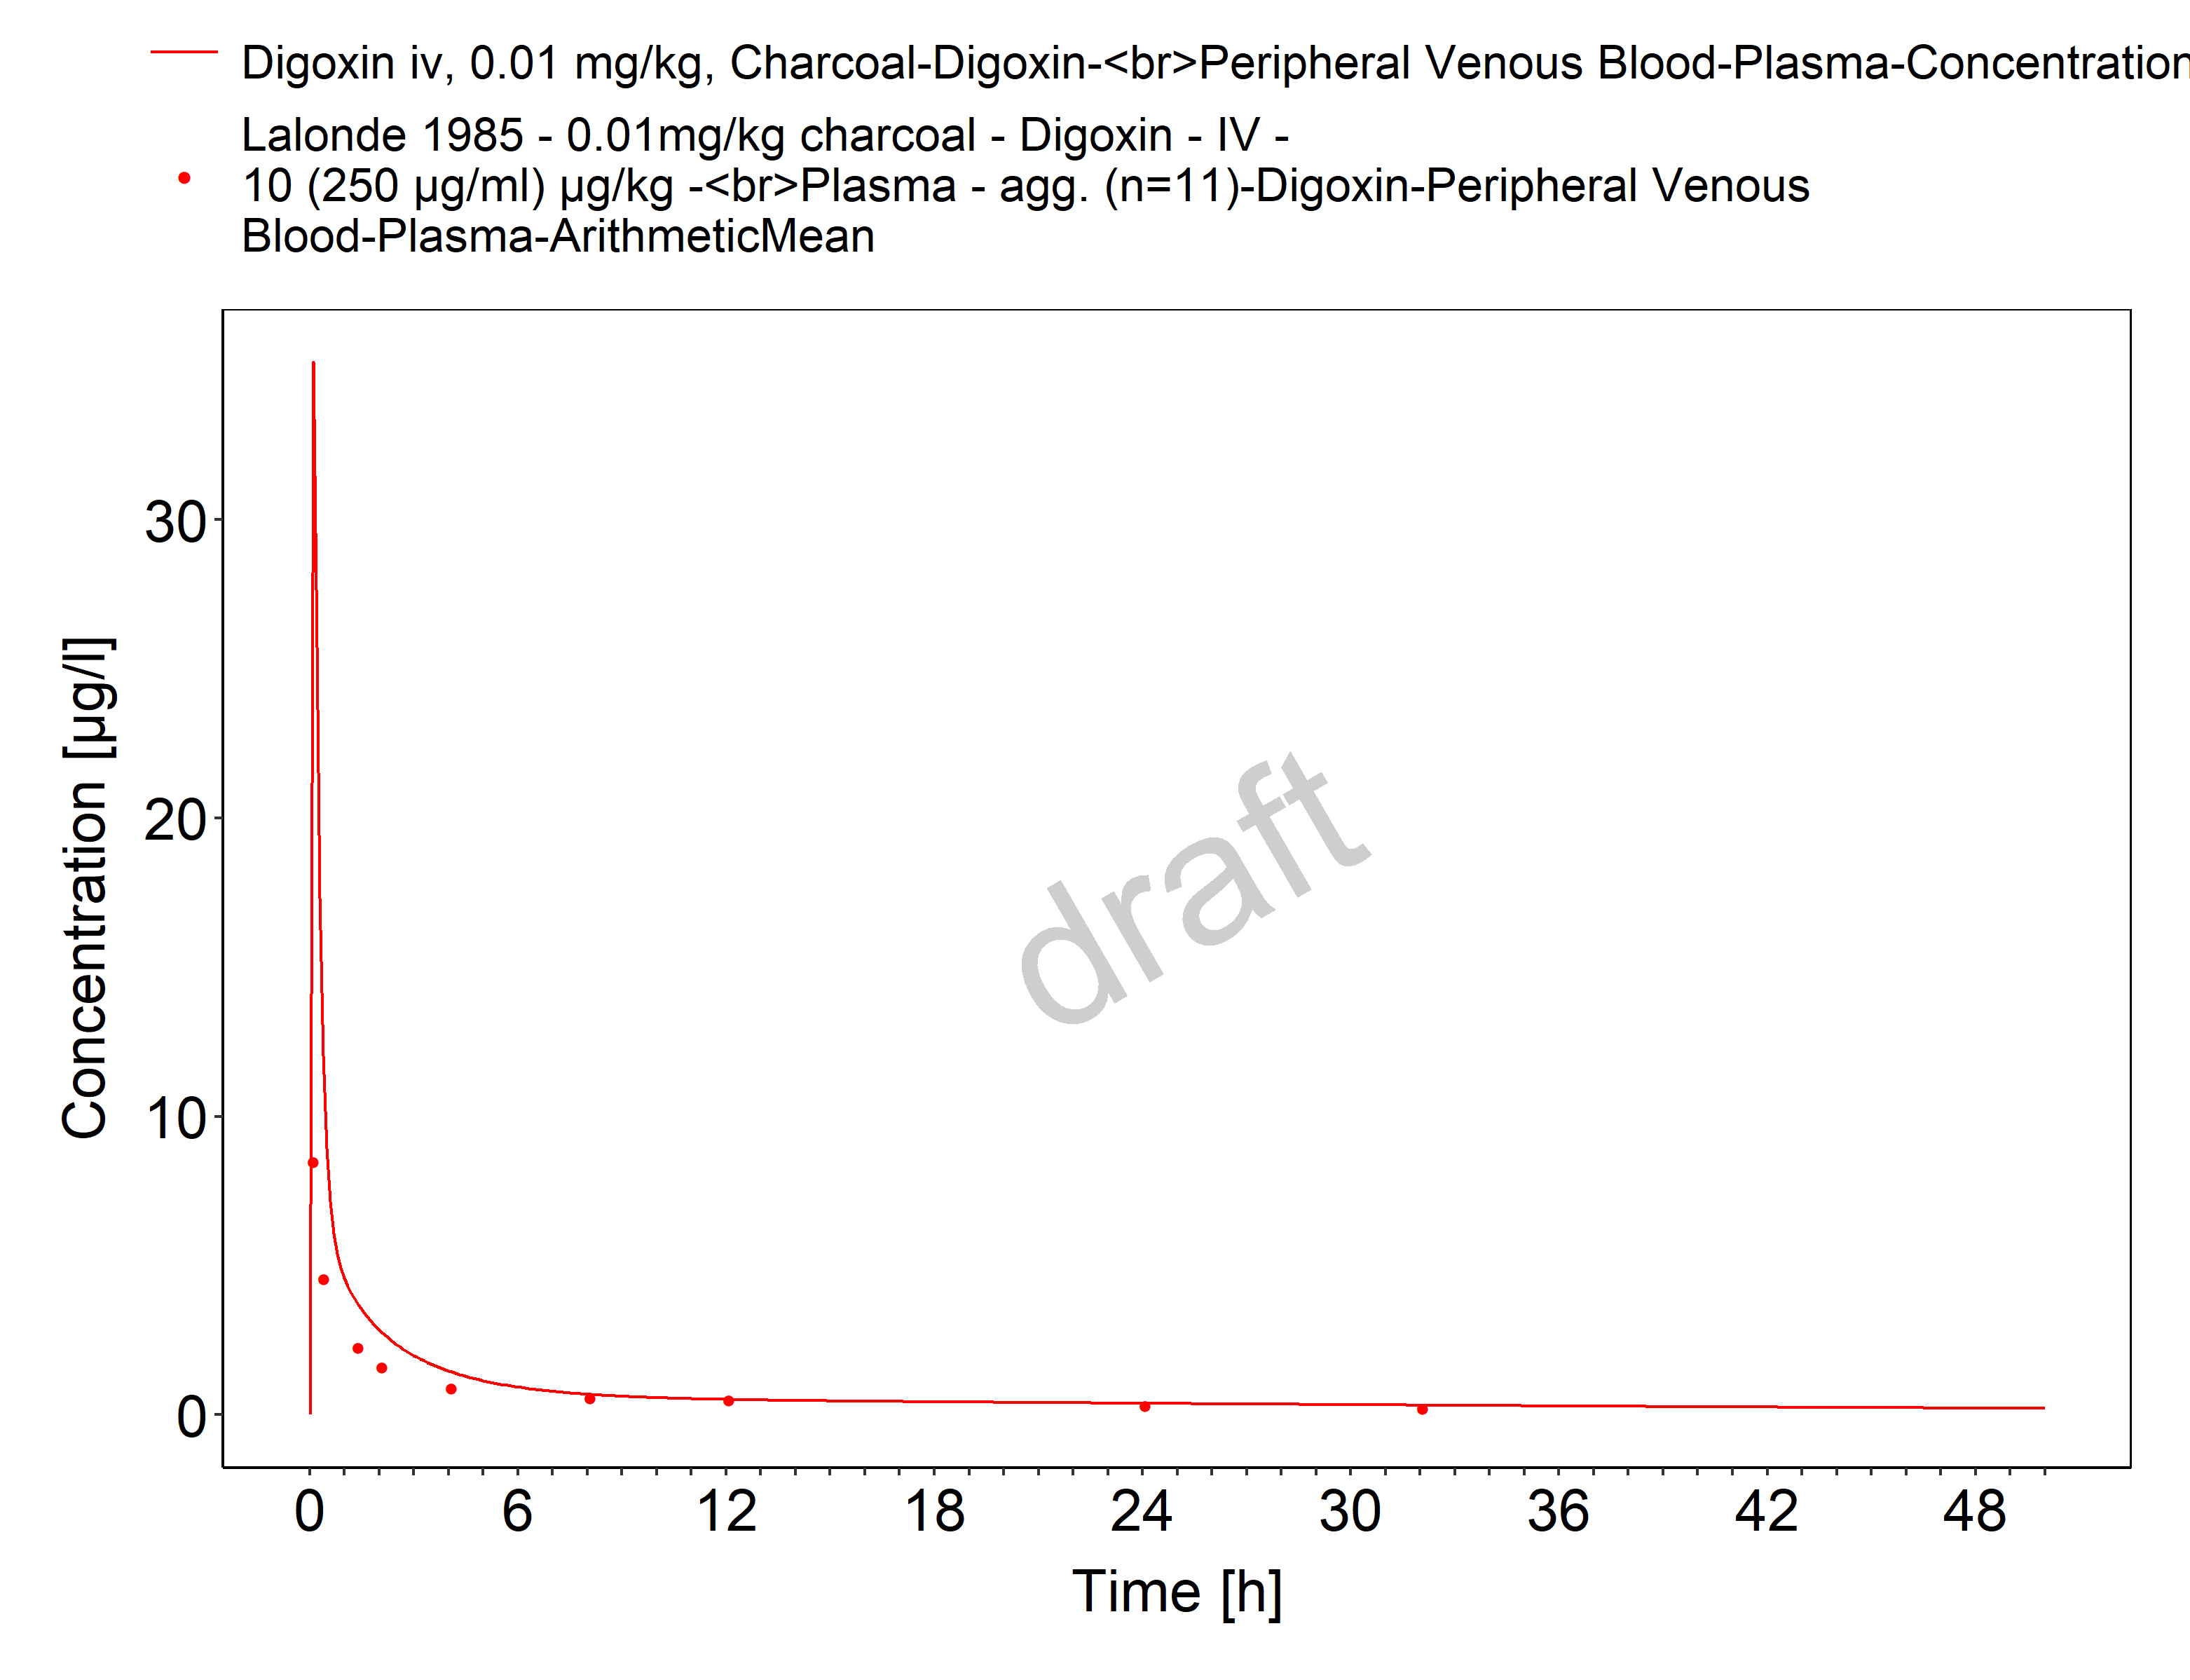 Digoxin iv, 0.01 mg/kg, Charcoal-Digoxin-<br>Peripheral Venous Blood-Plasma-Concentration
Lalonde 1985 - 0.01mg/kg charcoal - Digoxin - IV -
10 (250 µg/ml) µg/kg -<br>Plasma - agg. (n=11)-Digoxin-Peripheral Venous
Blood-Plasma-ArithmeticMean
30
20
10
0
Concentration [µg/l]
draft
0 6 12 18 24 30 36 42 48
Time [h]